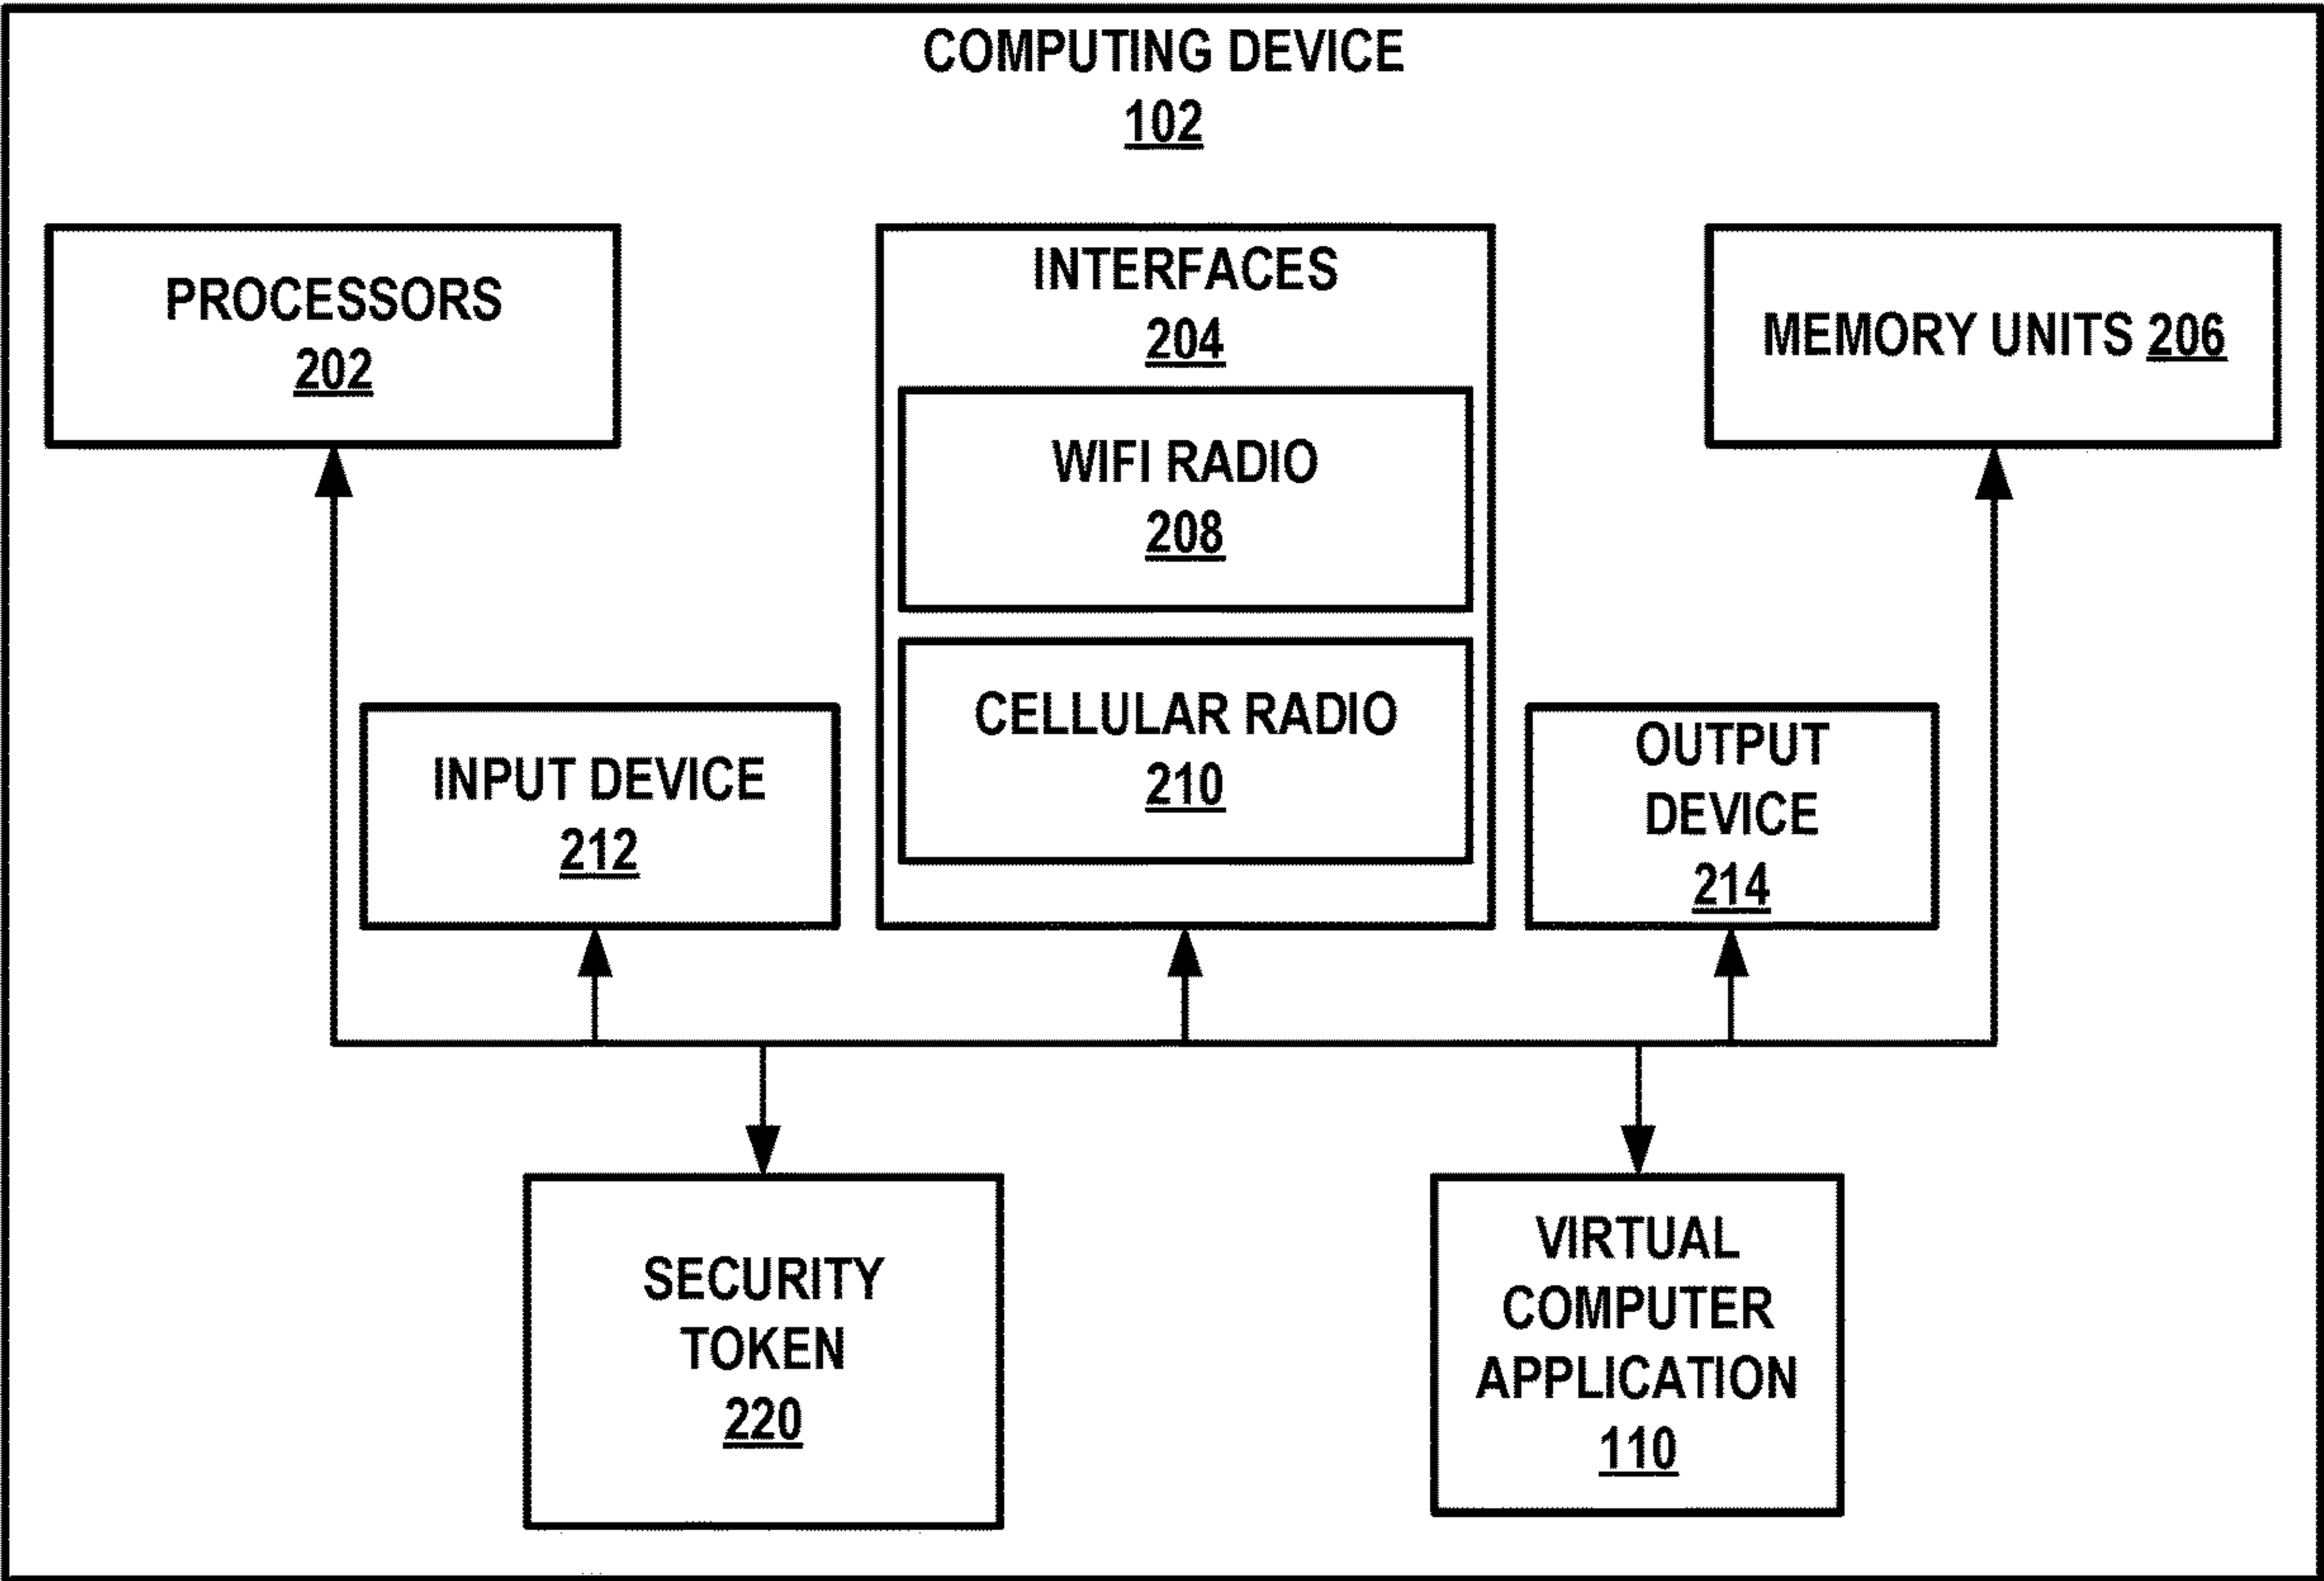 COMPUTING DEVICE
102
PROCESSORS
202
INTERFACES
204
MEMORY UNITS 206
WIFI RADIO
208
CELLULAR RADIO
210
INPUT DEVICE
212
OUTPUT
DEVICE
214
SECURITY
TOKEN
220
VIRTUAL
COMPUTER
APPLICATION
110